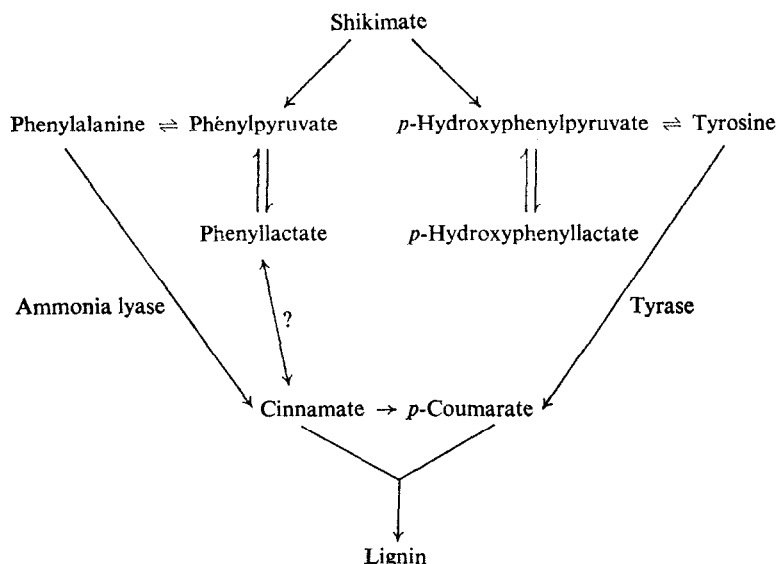 Shikimate
Phenylalanine ⇌ Phenylpyruvate p-Hydroxyphenylpyruvate ⇌ Tyrosine
Phenyllactate p-Hydroxyphenyllactate
Ammonia lyase ? Tyrase
Cinnamate → p-Coumarate
Lignin